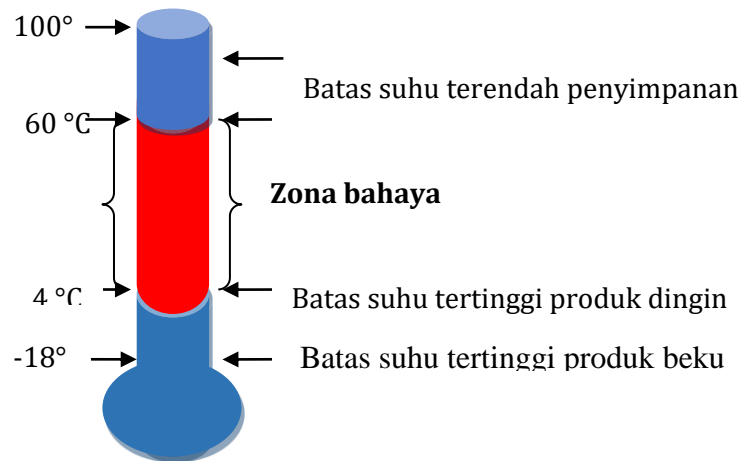 100°
Batas suhu terendah penyimpanan
60 °C
Zona bahaya
4 °C
Batas suhu tertinggi produk dingin
-18°
Batas suhu tertinggi produk beku